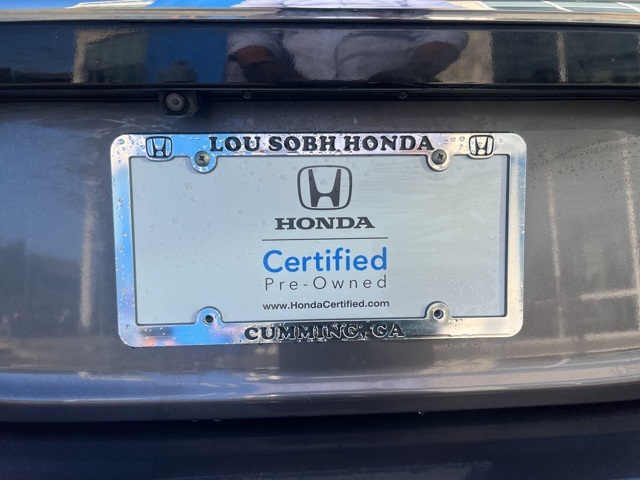 LOU SOBH HONDA
HONDA
Certified
Pre-Owned
www.HondaCertified.com
CUMMING, GA